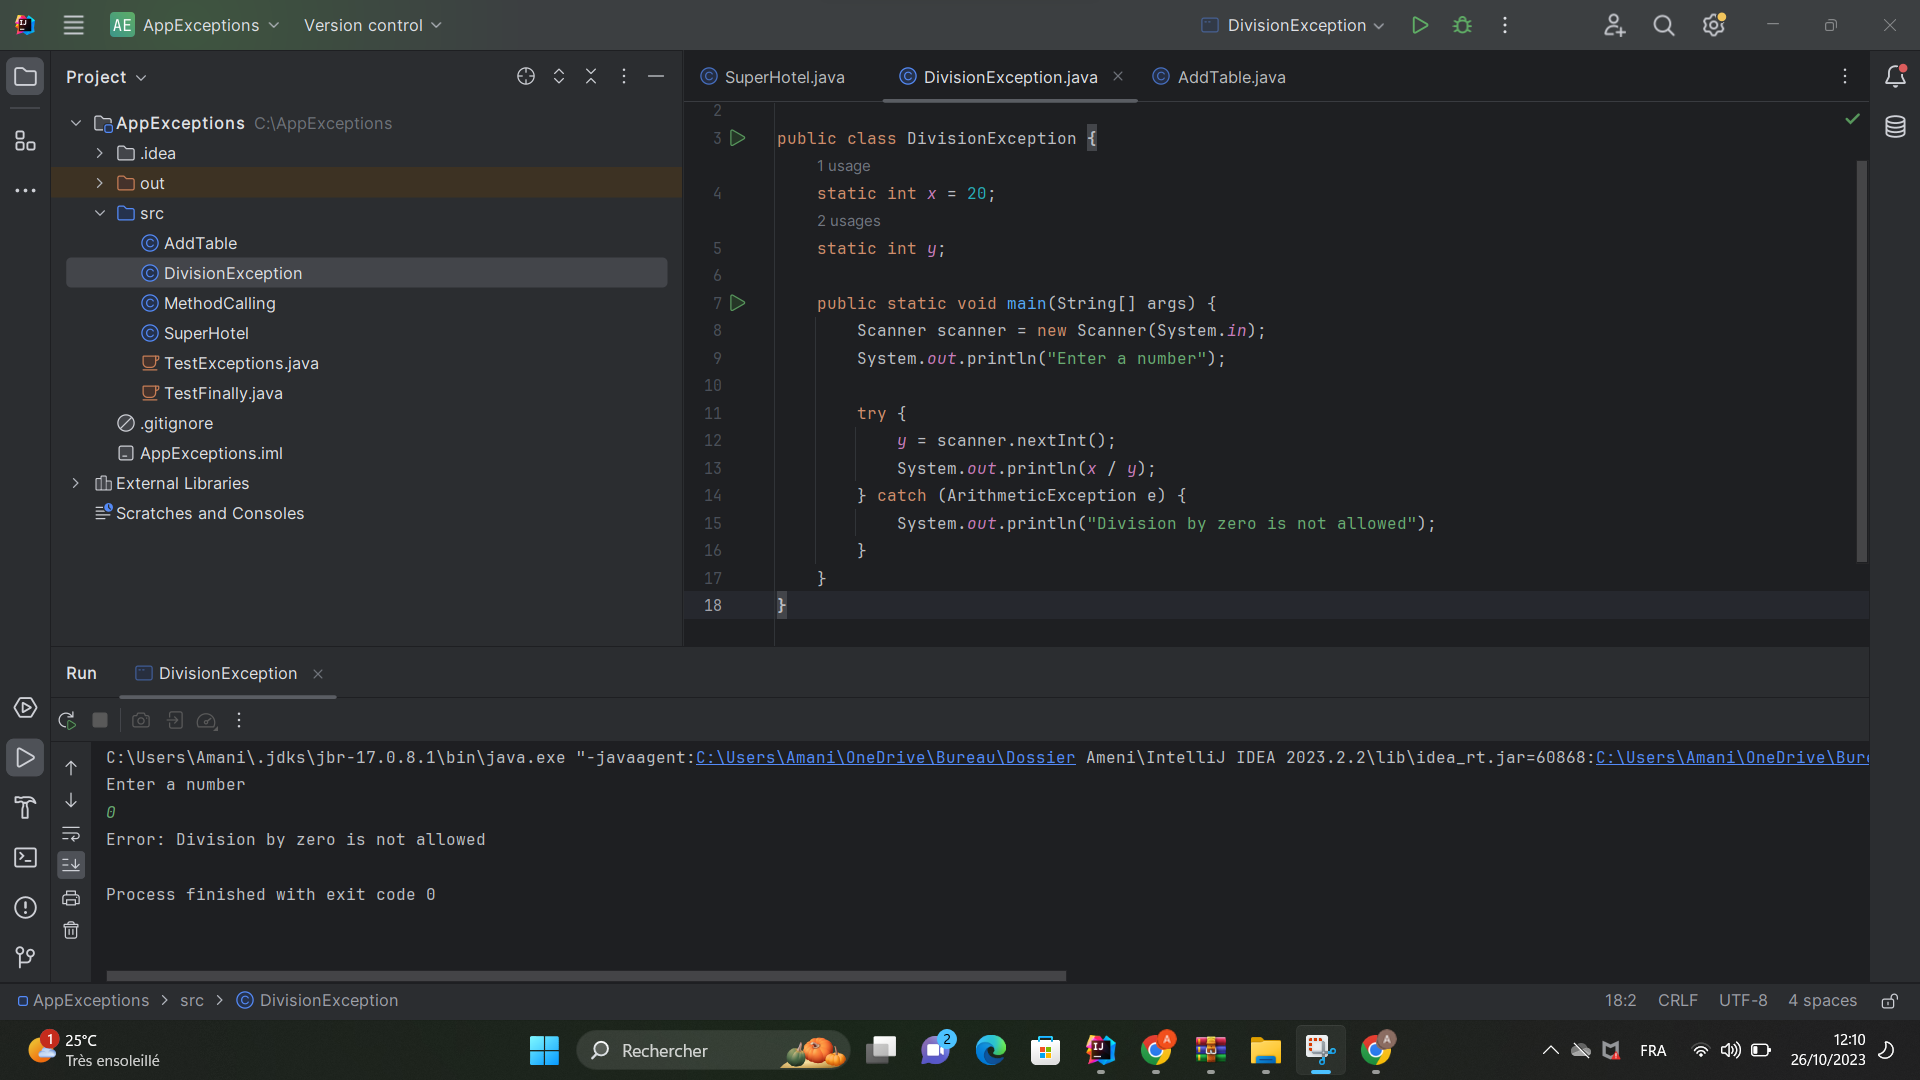 AE AppExceptions Version control DivisionException
Project
SuperHotel.java DivisionException.java AddTable.java
AppExceptions C:\AppExceptions
.idea
out
src
AddTable
DivisionException
MethodCalling
SuperHotel
TestExceptions.java
TestFinally.java
.gitignore
AppExceptions.iml
External Libraries
Scratches and Consoles
2
3 public class DivisionException {
1 usage
4 static int x = 20;
2 usages
5 static int y;
6
7 public static void main(String[] args) {
8 Scanner scanner = new Scanner(System.in);
9 System.out.println("Enter a number");
10
11 try {
12 y = scanner.nextInt();
13 System.out.println(x / y);
14 } catch (ArithmeticException e) {
15 System.out.println("Division by zero is not allowed");
16 }
17 }
18 }
Run DivisionException
C:\Users\Amani\.jdks\jbr-17.0.8.1\bin\java.exe "-javaagent:C:\Users\Amani\OneDrive\Bureau\Dossier Ameni\IntelliJ IDEA 2023.2.2\lib\idea_rt.jar=60868:C:\Users\Amani\OneDrive\Bure
Enter a number
0
Error: Division by zero is not allowed
Process finished with exit code 0
AppExceptions > src > DivisionException
18:2 CRLF UTF-8 4 spaces
1 25°C
Très ensoleillé
Rechercher
2
A
A
FRA
12:10
26/10/2023